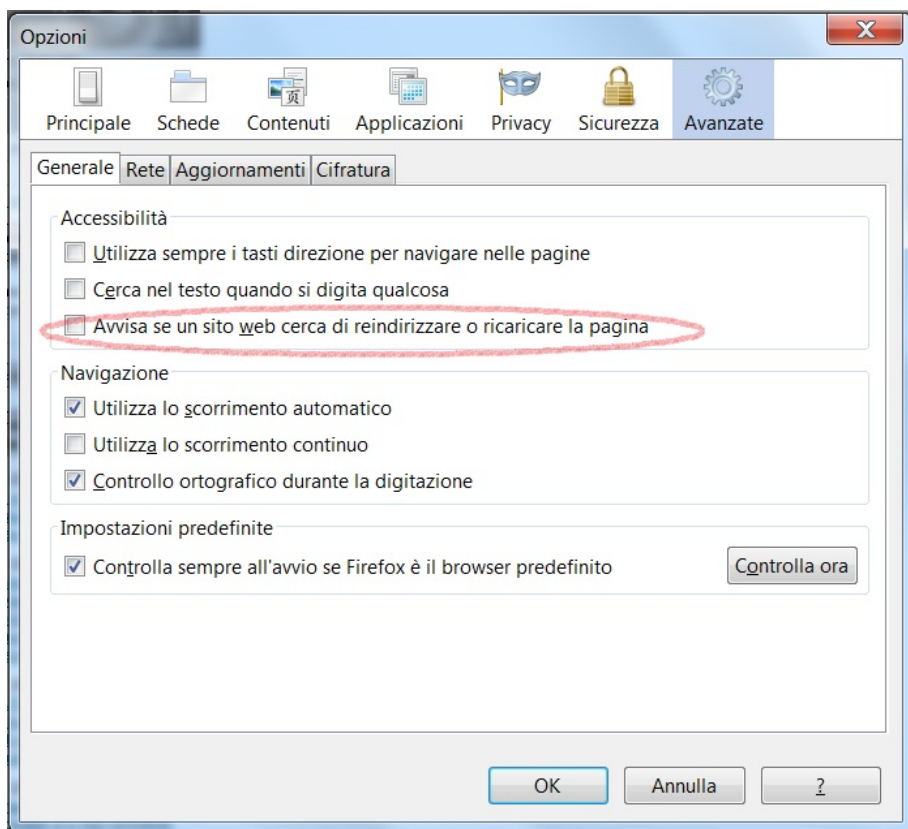 Opzioni
Principale Schede Contenuti Applicazioni Privacy Sicurezza Avanzate
Generale Rete Aggiornamenti Cifratura
Accessibilità
Utilizza sempre i tasti direzione per navigare nelle pagine
Cerca nel testo quando si digita qualcosa
Avvisa se un sito web cerca di reindirizzare o ricaricare la pagina
Navigazione
Utilizza lo scorrimento automatico
Utilizza lo scorrimento continuo
Controllo ortografico durante la digitazione
Impostazioni predefinite
Controlla sempre all'avvio se Firefox è il browser predefinito Controlla ora
OK Annulla ?